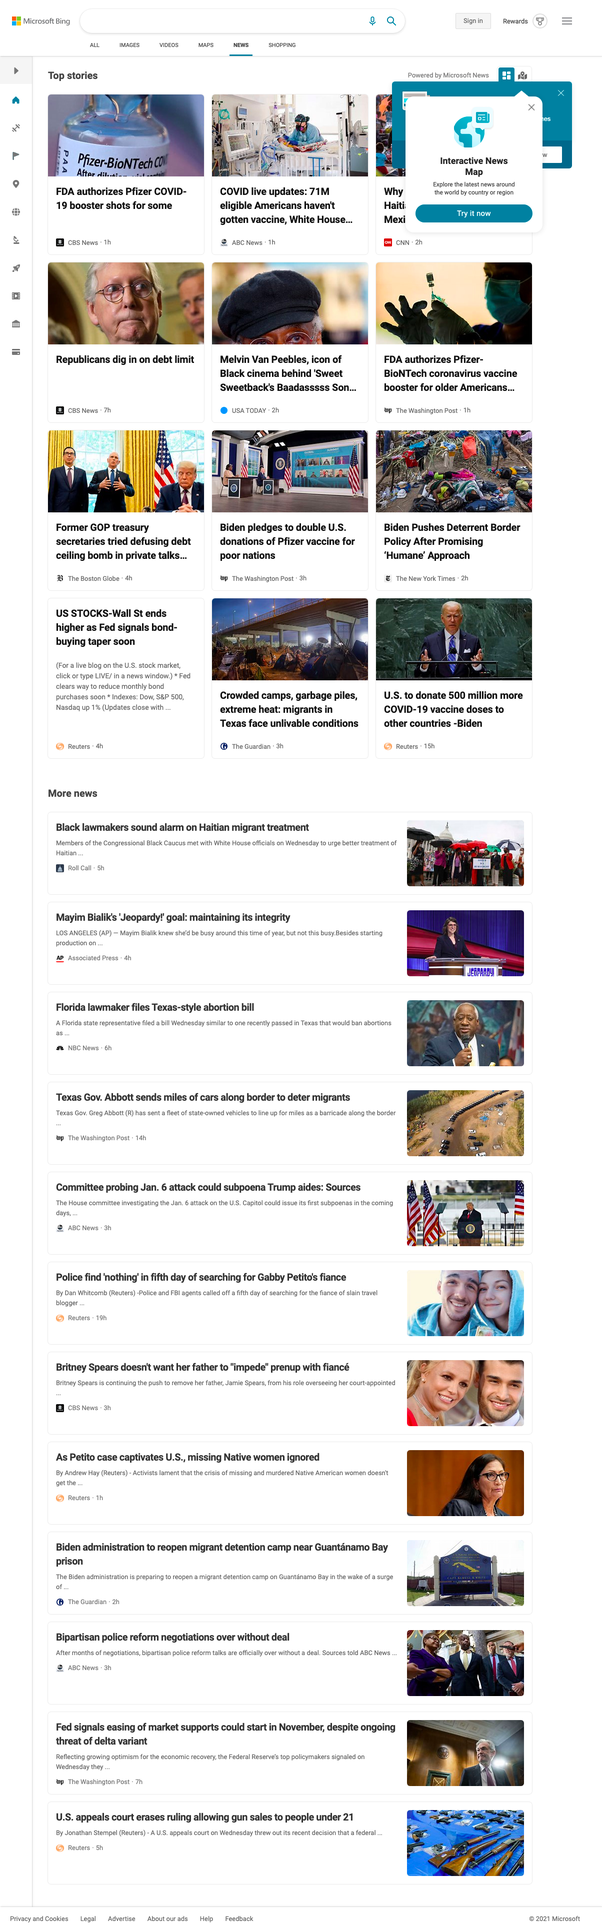 Microsoft Bing
Sign in
Rewards
ALL
IMAGES
VIDEOS
MAPS
NEWS
SHOPPING
Top stories
Powered by Microsoft News
Interactive News
Map
Explore the latest news around
the world by country or region
Try it now
Pfizer-BioNTech
After dilution
FDA authorizes Pfizer COVID-
19 booster shots for some
CBS News · 1h
COVID live updates: 71M
eligible Americans haven't
gotten vaccine, White House...
ABC News · 1h
Why
Haiti
Mexi
CNN · 2h
Republicans dig in on debt limit
CBS News · 7h
Melvin Van Peebles, icon of
Black cinema behind 'Sweet
Sweetback's Baadasssss Son...
USA TODAY · 2h
FDA authorizes Pfizer-
BioNTech coronavirus vaccine
booster for older Americans...
The Washington Post · 1h
Former GOP treasury
secretaries tried defusing debt
ceiling bomb in private talks...
The Boston Globe · 4h
Biden pledges to double U.S.
donations of Pfizer vaccine for
poor nations
The Washington Post · 3h
Biden Pushes Deterrent Border
Policy After Promising
'Humane' Approach
The New York Times · 2h
US STOCKS-Wall St ends
higher as Fed signals bond-
buying taper soon
(For a live blog on the U.S. stock market,
click or type LIVE/ in a news window.) * Fed
clears way to reduce monthly bond
purchases soon * Indexes: Dow, S&P 500,
Nasdaq up 1% (Updates close with ...
Reuters · 4h
Crowded camps, garbage piles,
extreme heat: migrants in
Texas face unlivable conditions
The Guardian · 3h
U.S. to donate 500 million more
COVID-19 vaccine doses to
other countries -Biden
Reuters · 15h
More news
Black lawmakers sound alarm on Haitian migrant treatment
Members of the Congressional Black Caucus met with White House officials on Wednesday to urge better treatment of
Haitian ...
Roll Call · 5h
Mayim Bialik's 'Jeopardy!' goal: maintaining its integrity
LOS ANGELES (AP) — Mayim Bialik knew she'd be busy around this time of year, but not this busy.Besides starting
production on ...
AP Associated Press · 4h
JEOPARDY
Florida lawmaker files Texas-style abortion bill
A Florida state representative filed a bill Wednesday similar to one recently passed in Texas that would ban abortions
as ...
NBC News · 6h
Texas Gov. Abbott sends miles of cars along border to deter migrants
Texas Gov. Greg Abbott (R) has sent a fleet of state-owned vehicles to line up for miles as a barricade along the border
...
The Washington Post · 14h
Committee probing Jan. 6 attack could subpoena Trump aides: Sources
The House committee investigating the Jan. 6 attack on the U.S. Capitol could issue its first subpoenas in the coming
days, ...
ABC News · 3h
Police find 'nothing' in fifth day of searching for Gabby Petito's fiance
By Dan Whitcomb (Reuters) -Police and FBI agents called off a fifth day of searching for the fiance of slain travel
blogger ...
Reuters · 19h
Britney Spears doesn't want her father to "impede" prenup with fiancé
Britney Spears is continuing the push to remove her father, Jamie Spears, from his role overseeing her court-appointed
...
CBS News · 3h
As Petito case captivates U.S., missing Native women ignored
By Andrew Hay (Reuters) - Activists lament that the crisis of missing and murdered Native American women doesn't
get the ...
Reuters · 1h
Biden administration to reopen migrant detention camp near Guantánamo Bay
prison
The Biden administration is preparing to reopen a migrant detention camp on Guantánamo Bay in the wake of a surge
of ...
The Guardian · 2h
Bipartisan police reform negotiations over without deal
After months of negotiations, bipartisan police reform talks are officially over without a deal. Sources told ABC News ...
ABC News · 3h
Fed signals easing of market supports could start in November, despite ongoing
threat of delta variant
Reflecting growing optimism for the economic recovery, the Federal Reserve's top policymakers signaled on
Wednesday they ...
The Washington Post · 7h
U.S. appeals court erases ruling allowing gun sales to people under 21
By Jonathan Stempel (Reuters) - A U.S. appeals court on Wednesday threw out its recent decision that a federal ...
Reuters · 5h
Privacy and Cookies
Legal
Advertise
About our ads
Help
Feedback
© 2021 Microsoft